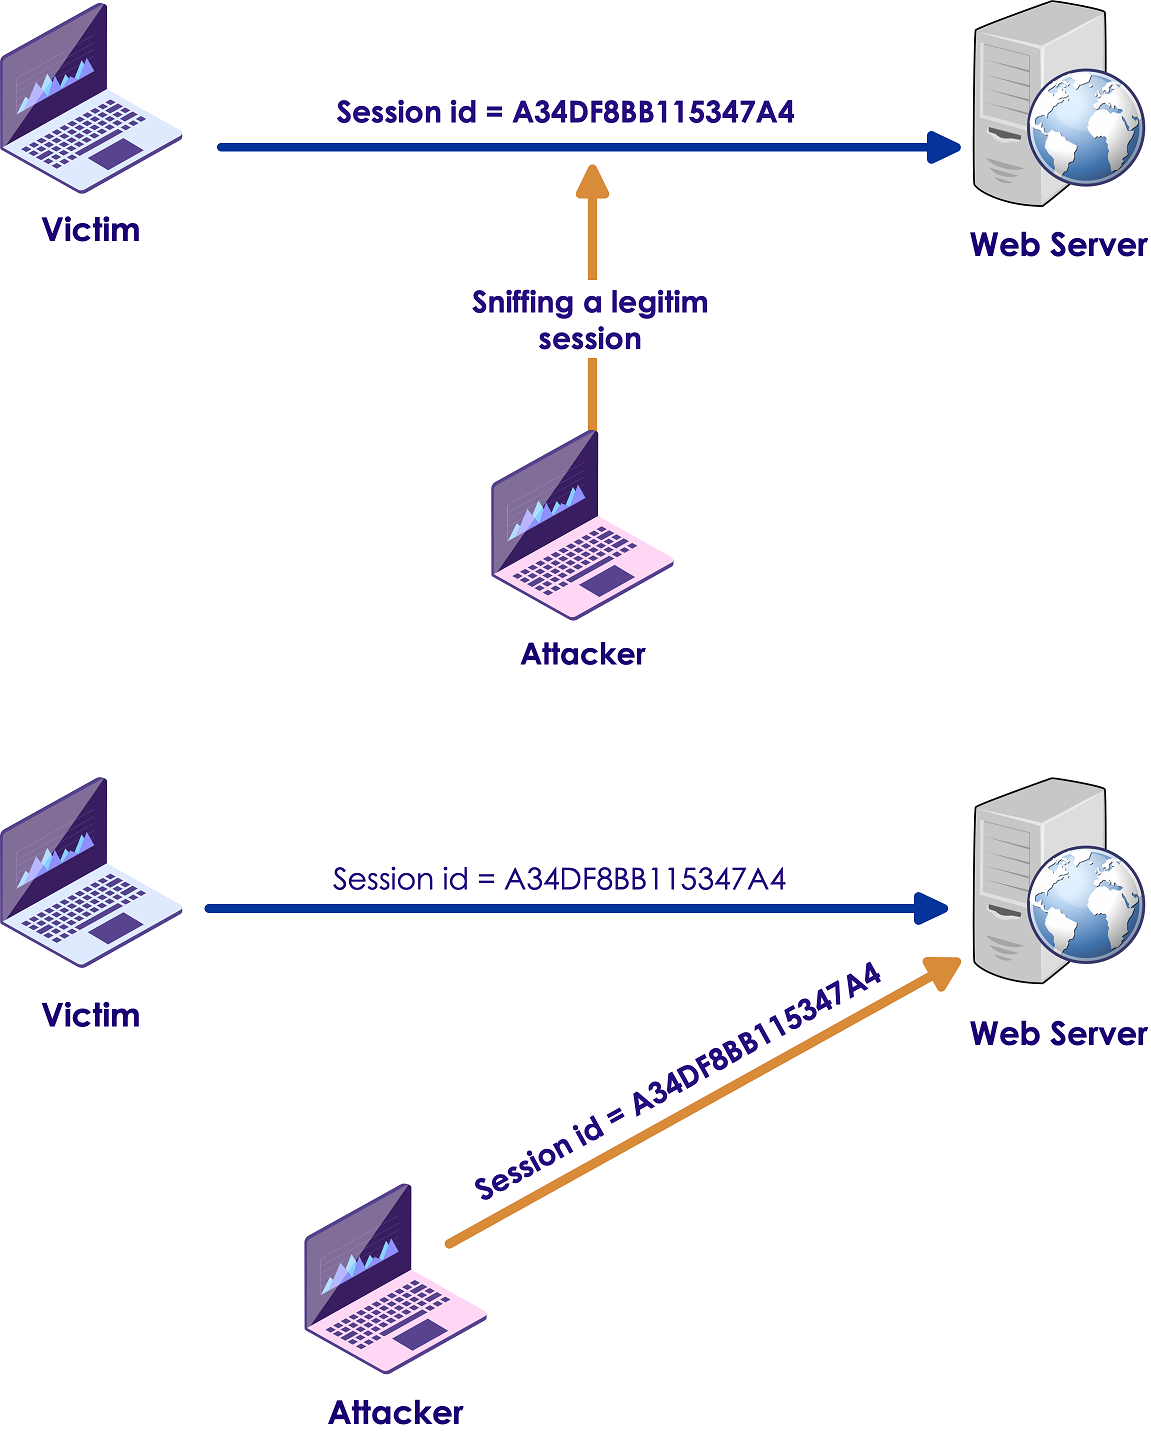 Session id = A34DF8BB115347A4
Victim
Web Server
Sniffing a legitim
session
Attacker
Session id = A34DF8BB115347A4
Victim
Web Server
Session id = A34DF8BB115347A4
Attacker